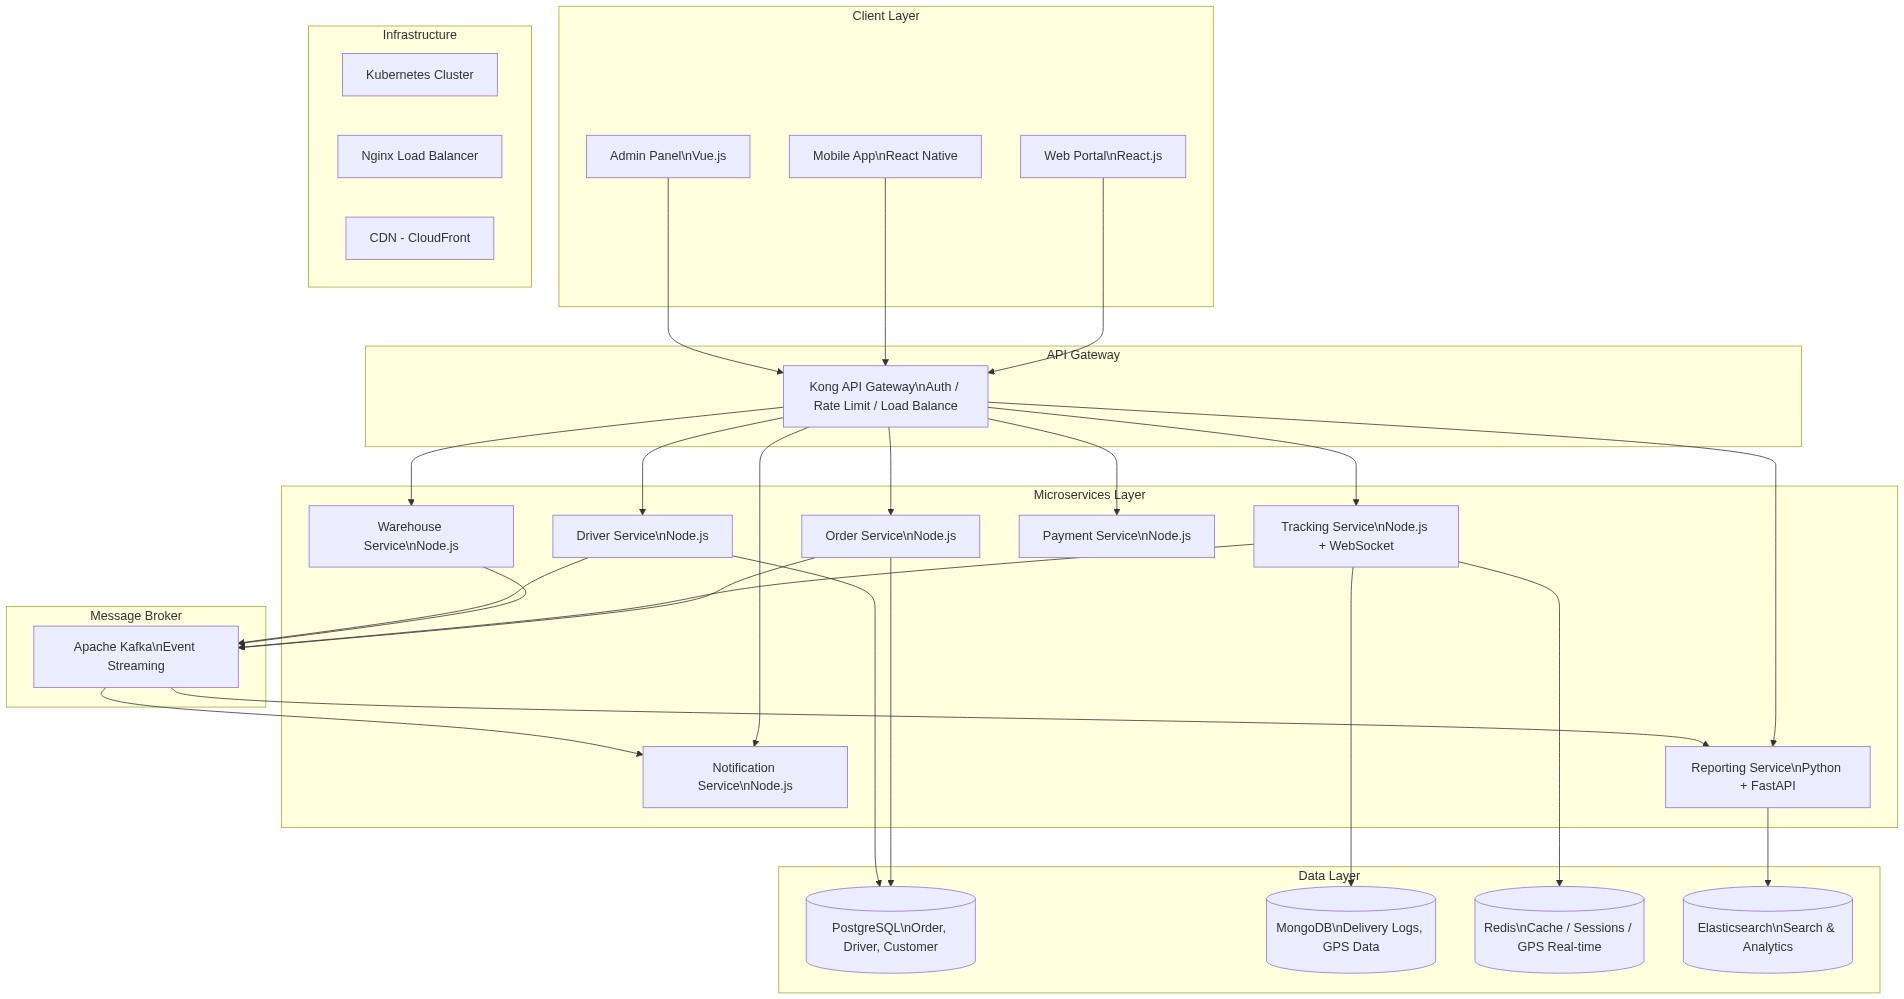 Client Layer
Infrastructure
Kubernetes Cluster
Nginx Load Balancer
CDN - CloudFront
Admin Panel\nVue.js
Mobile App\nReact Native
Web Portal\nReact.js
API Gateway
Kong API Gateway\nAuth /
Rate Limit / Load Balance
Microservices Layer
Warehouse
Service\nNode.js
Driver Service\nNode.js
Order Service\nNode.js
Payment Service\nNode.js
Tracking Service\nNode.js
+ WebSocket
Message Broker
Apache Kafka\nEvent
Streaming
Notification
Service\nNode.js
Reporting Service\nPython
+ FastAPI
Data Layer
PostgreSQL\nOrder,
Driver, Customer
MongoDB\nDelivery Logs,
GPS Data
Redis\nCache / Sessions /
GPS Real-time
Elasticsearch\nSearch &
Analytics